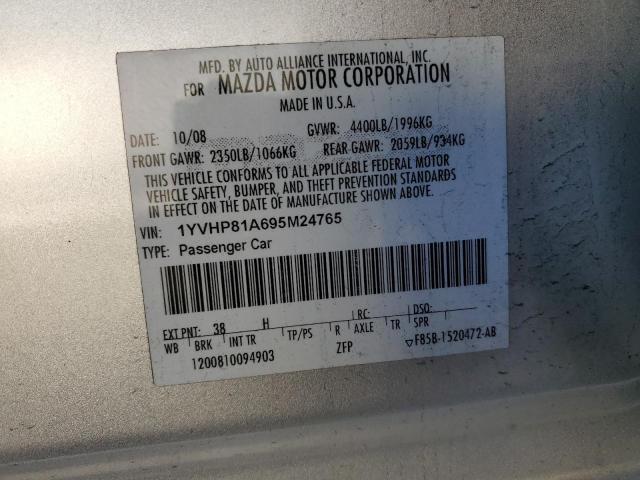 MFD. BY AUTO ALLIANCE INTERNATIONAL, INC.
FOR MAZDA MOTOR CORPORATION
MADE IN U.S.A.
DATE: 10/08 GVWR: 4400LB/1996KG
FRONT GAWR: 2350LB/1066KG REAR GAWR: 2059LB/934KG
THIS VEHICLE CONFORMS TO ALL APPLICABLE FEDERAL MOTOR
VEHICLE SAFETY, BUMPER, AND THEFT PREVENTION STANDARDS
IN EFFECT ON THE DATE OF MANUFACTURE SHOWN ABOVE.
VIN: 1YVHP81A695M24765
TYPE: Passenger Car
EXT PNT: 38 H RC: DSO:
WB BRK INT TR TP/PS R AXLE TR SPR
1200810094903 ZFP ▽F85B-1520472-AB